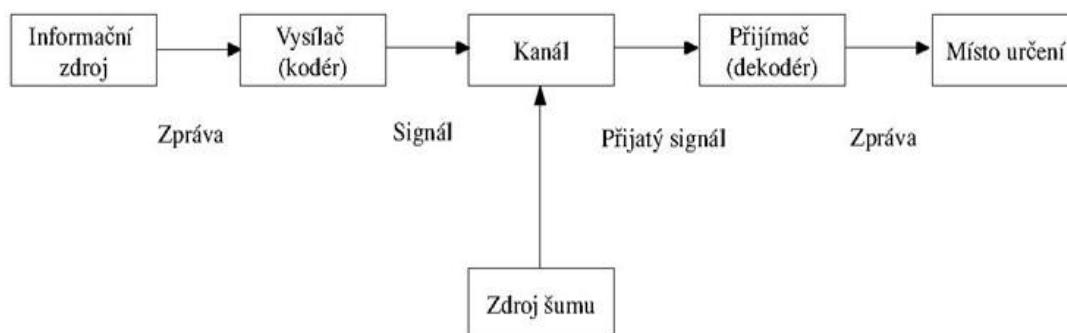 Informační
zdroj
Vysílač
(kodér)
Kanál
Přijímač
(dekodér)
Místo určení
Zpráva
Signál
Přijatý signál
Zpráva
Zdroj šumu